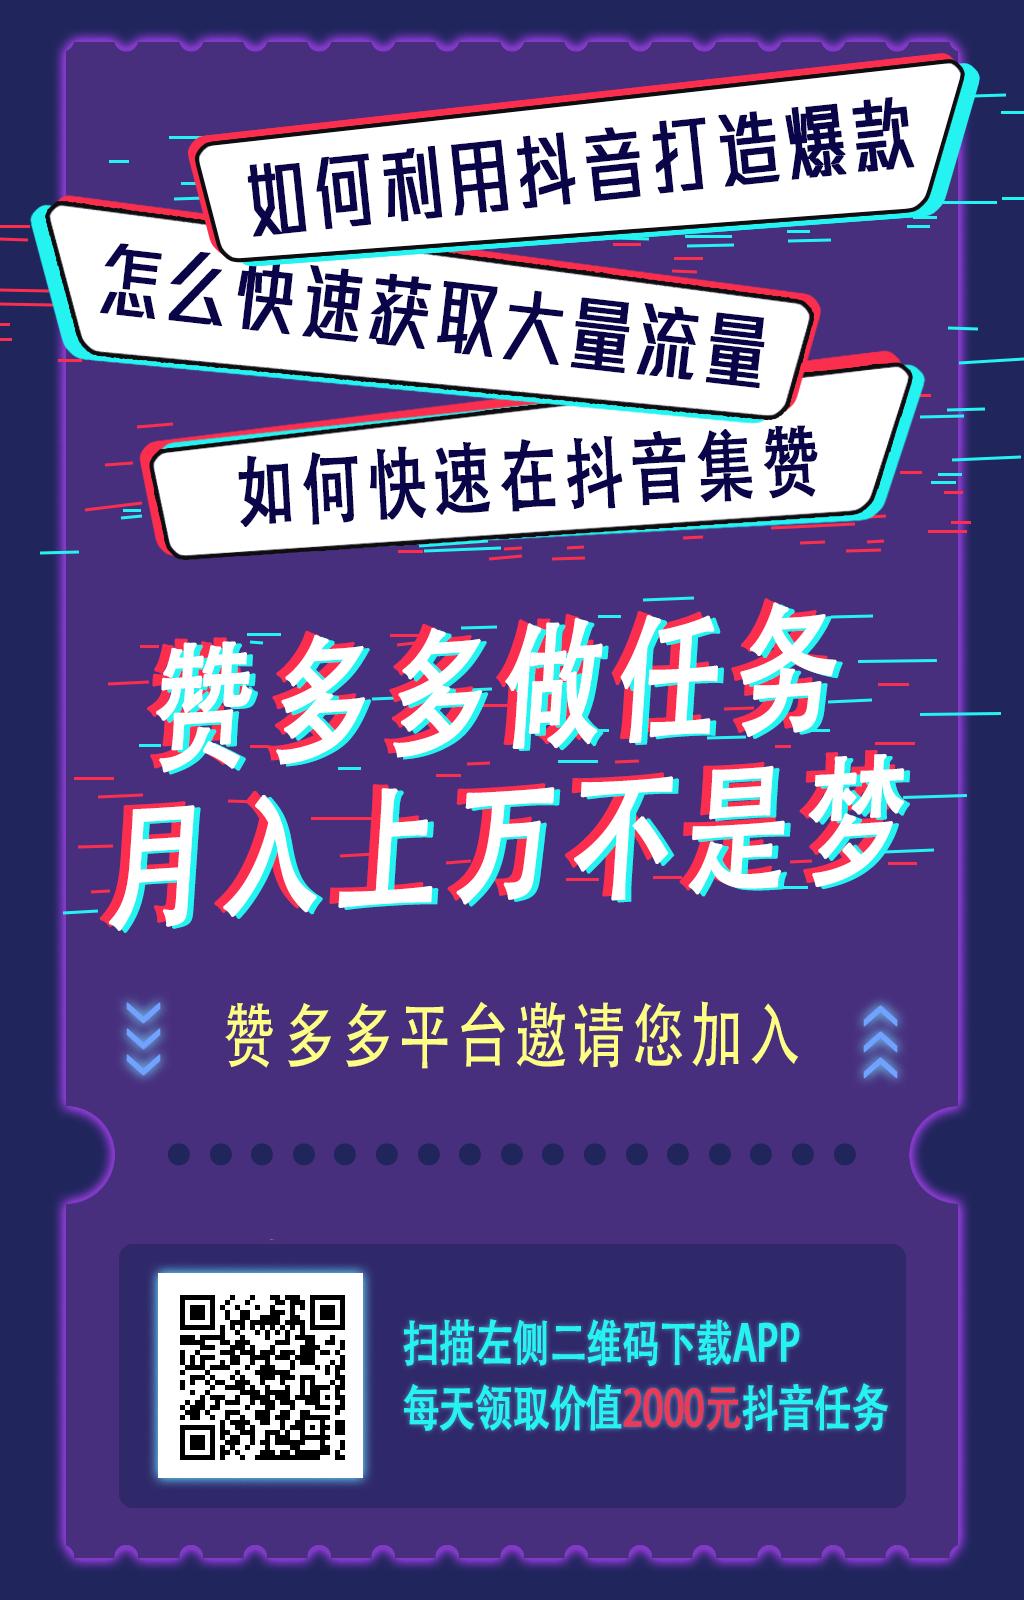 如何利用抖音打造爆款
怎么快速获取大量流量
如何快速在抖音集赞
赞多多做任务
月入上万不是梦
赞多多平台邀请您加入
扫描左侧二维码下载APP
每天领取价值2000元抖音任务